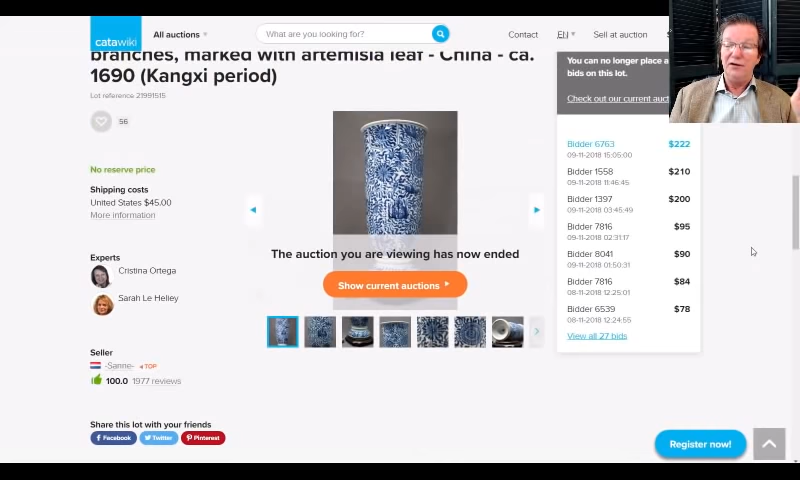 catawiki
All auctions
What are you looking for?
Contact
EN
Sell at auction
branches, marked with artemisia leaf - China - ca.
1690 (Kangxi period)
Lot reference 21991515
56
No reserve price
Shipping costs
United States $45.00
More information
Experts
Cristina Ortega
Sarah Le Helley
Seller
-Sanne-
TOP
100.0 1977 reviews
Share this lot with your friends
Facebook
Twitter
Pinterest
The auction you are viewing has now ended
Show current auctions
You can no longer place a
bids on this lot.
Check out our current auct
Bidder 6763 $222
09-11-2018 15:05:00
Bidder 1558 $210
09-11-2018 11:46:45
Bidder 1397 $200
09-11-2018 03:45:49
Bidder 7816 $95
09-11-2018 02:31:17
Bidder 8041 $90
09-11-2018 01:50:31
Bidder 7816 $84
08-11-2018 12:25:01
Bidder 6539 $78
08-11-2018 12:24:55
View all 27 bids
Register now!